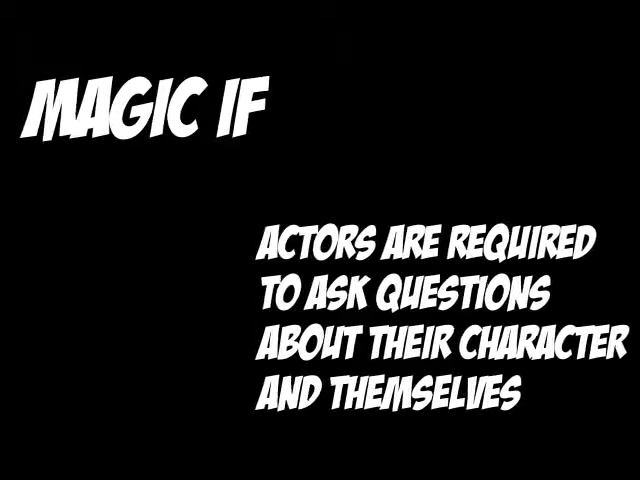 MAGIC IF
ACTORS ARE REQUIRED
TO ASK QUESTIONS
ABOUT THEIR CHARACTER
AND THEMSELVES